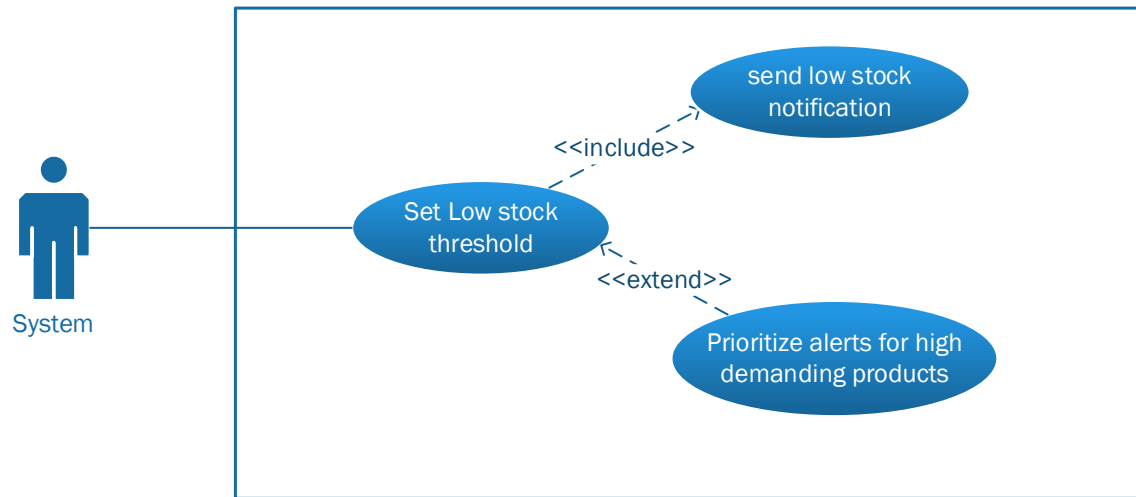 send low stock
notification
<<include>>
Set Low stock
threshold
<<extend>>
System
Prioritize alerts for high
demanding products